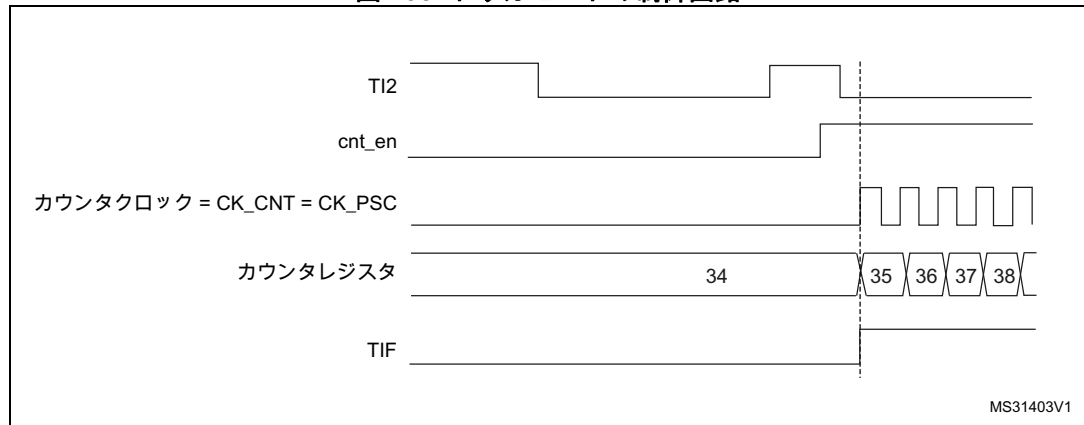 TI2
cnt_en
カウンタクロック = CK_CNT = CK_PSC
カウンタレジスタ
34
35
36
37
38
TIF
MS31403V1